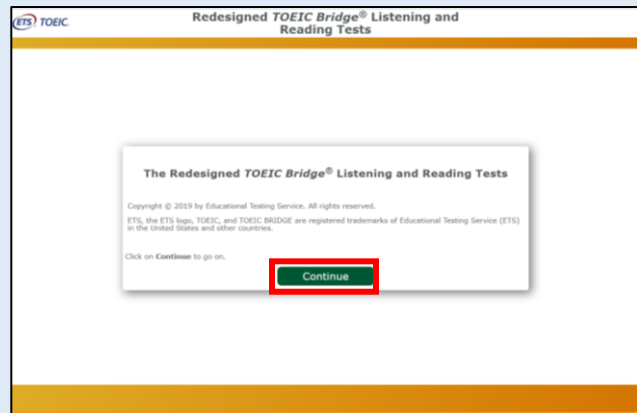 ETS TOEIC.
Redesigned TOEIC Bridge® Listening and
Reading Tests
The Redesigned TOEIC Bridge® Listening and Reading Tests
Copyright © 2019 by Educational Testing Service. All rights reserved.
ETS, the ETS logo, TOEIC, and TOEIC BRIDGE are registered trademarks of Educational Testing Service (ETS)
in the United States and other countries.
Click on Continue to go on.
Continue